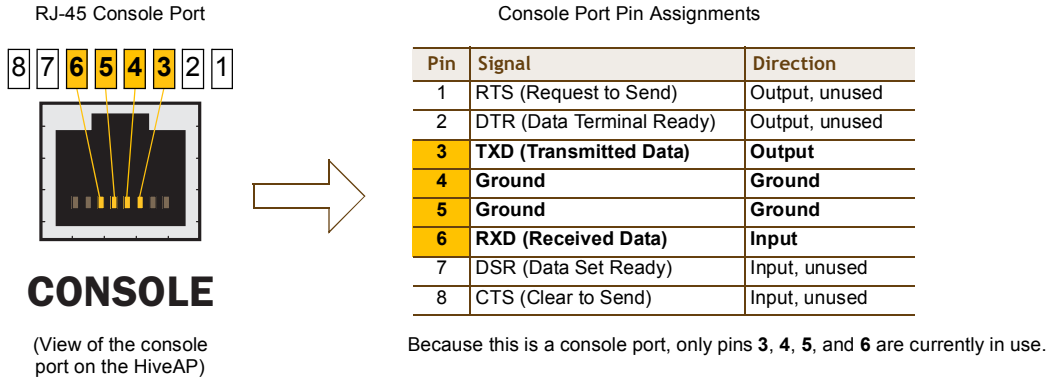 RJ-45 Console Port
8 7 6 5 4 3 2 1
CONSOLE
(View of the console
port on the HiveAP)
Console Port Pin Assignments
Pin Signal Direction
1 RTS (Request to Send) Output, unused
2 DTR (Data Terminal Ready) Output, unused
3 TXD (Transmitted Data) Output
4 Ground Ground
5 Ground Ground
6 RXD (Received Data) Input
7 DSR (Data Set Ready) Input, unused
8 CTS (Clear to Send) Input, unused
Because this is a console port, only pins 3, 4, 5, and 6 are currently in use.